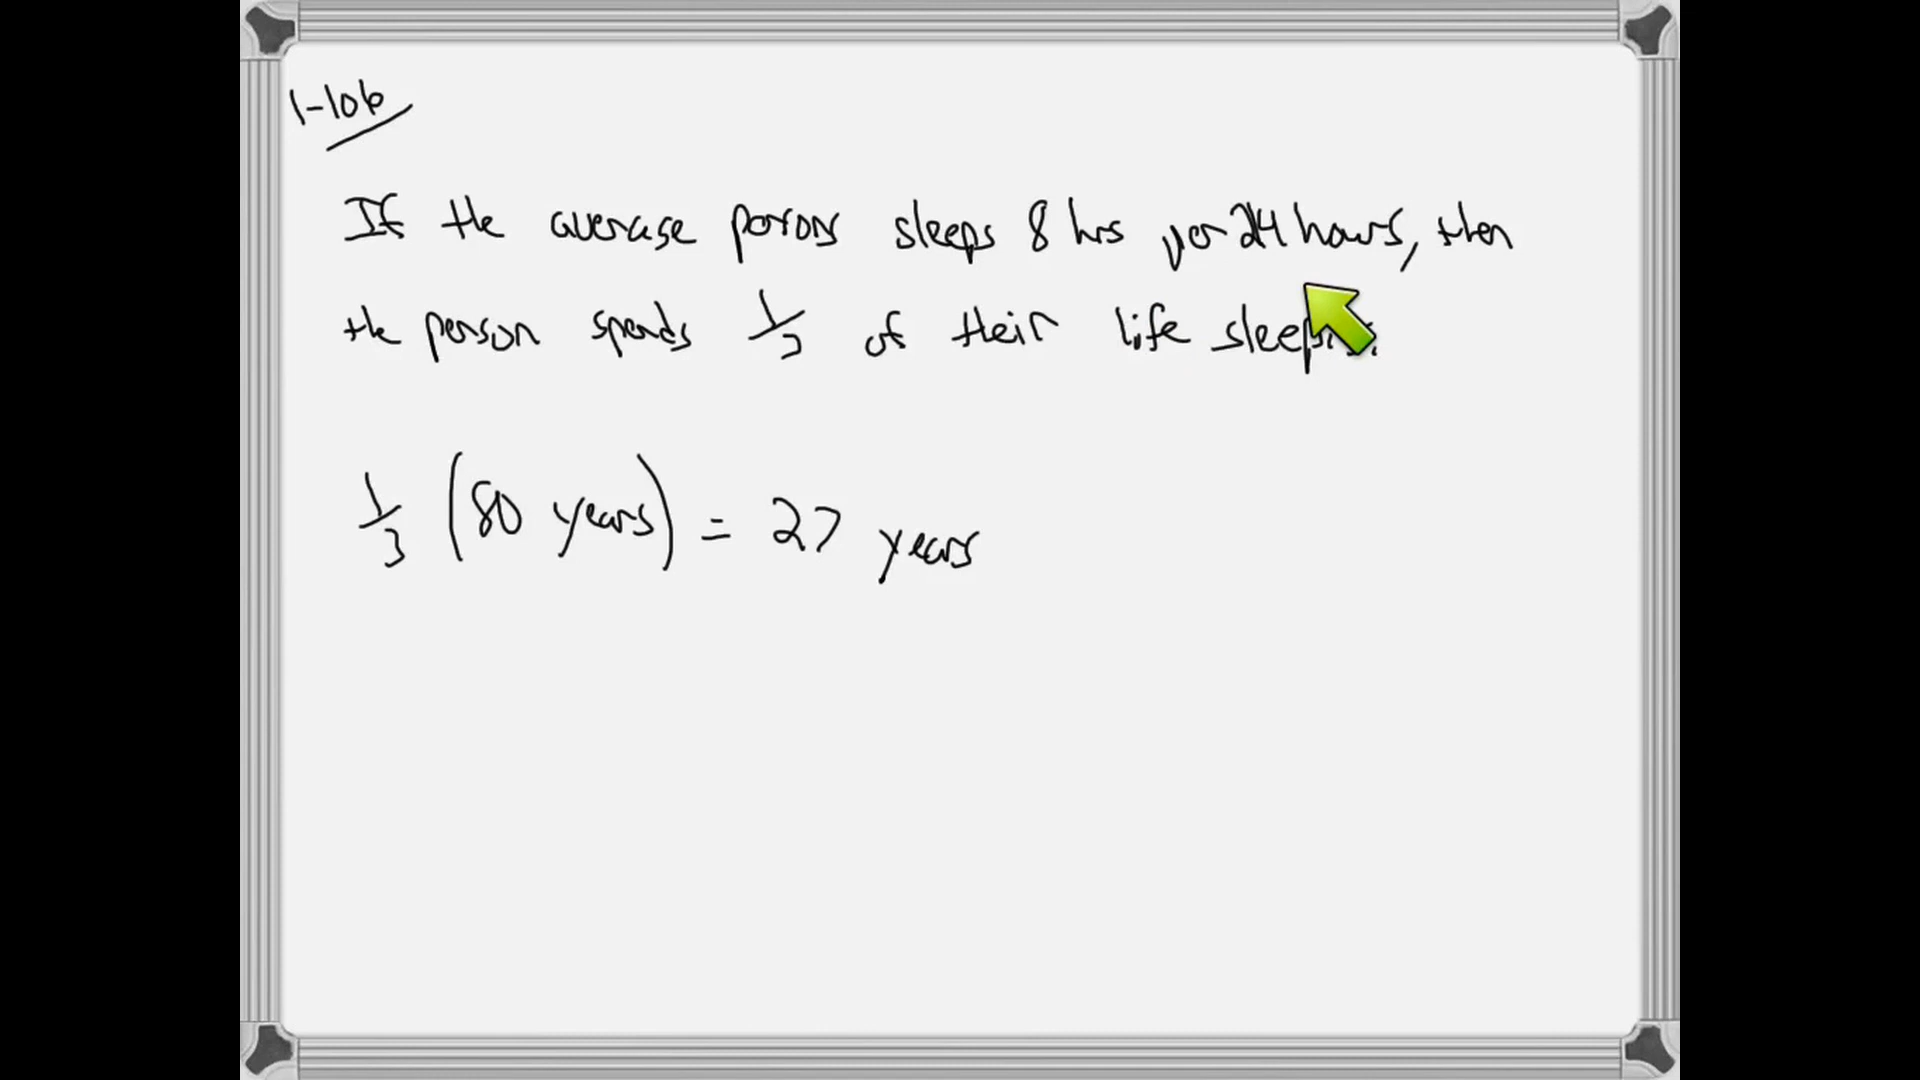 1-106
If the average person sleeps 8 hrs per 24 hours, then
the person spends 1/3 of their life
1/3 (80 years) = 27 years